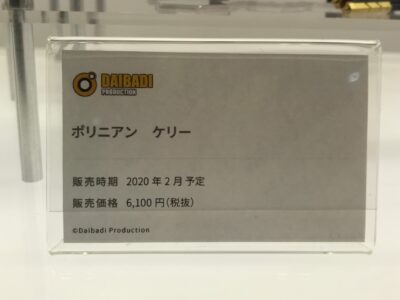 DAIBADI
PRODUCTION
ポリニアン ケリー
販売時期 2020年2月予定
販売価格 6,100円(税抜)
©Daibadi Production